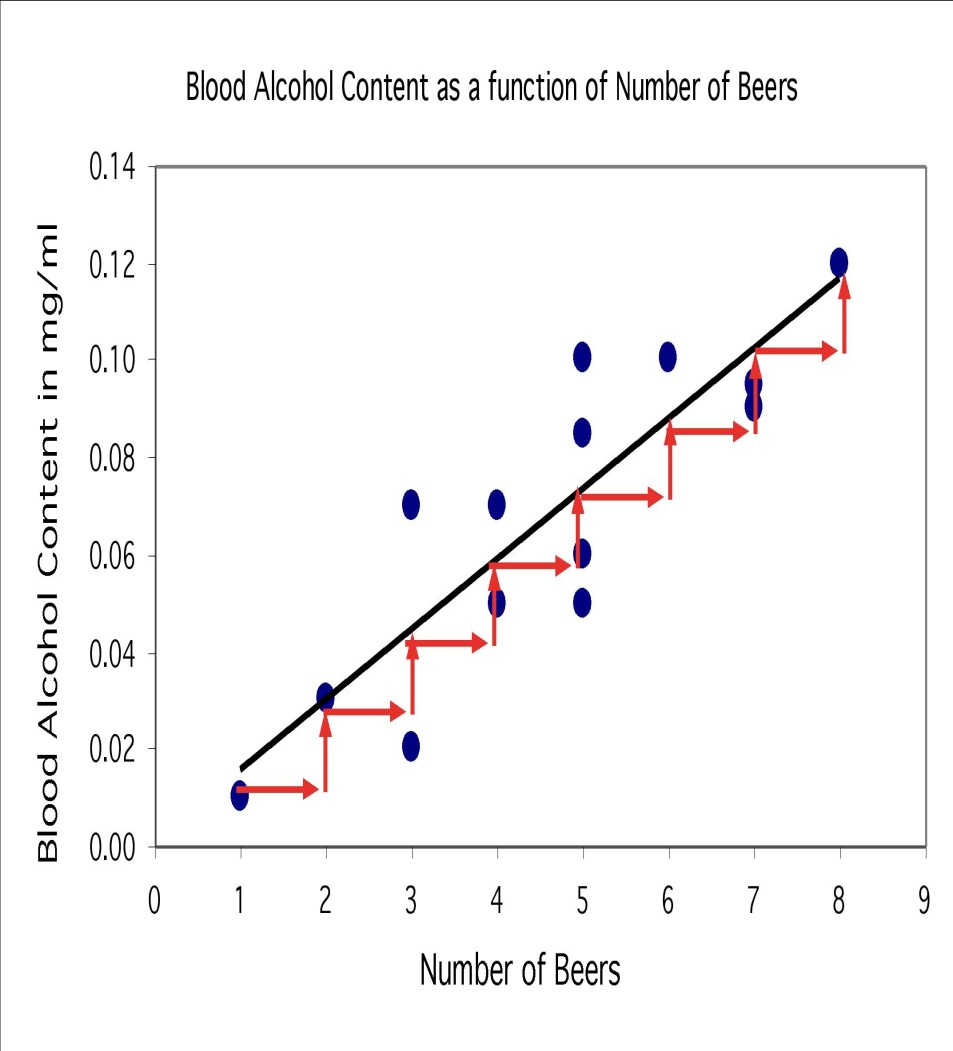 Blood Alcohol Content as a function of Number of Beers
Blood Alcohol Content in mg/ml
0.14
0.12
0.10
0.08
0.06
0.04
0.02
0.00
0 1 2 3 4 5 6 7 8 9
Number of Beers